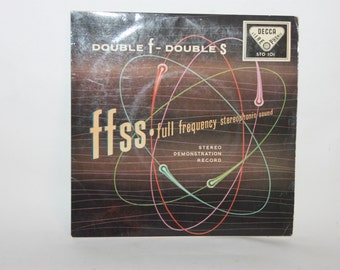 DOUBLE f - DOUBLE s
DECCA
STO 101
ffss • full frequency stereophonic sound
STEREO
DEMONSTRATION
RECORD